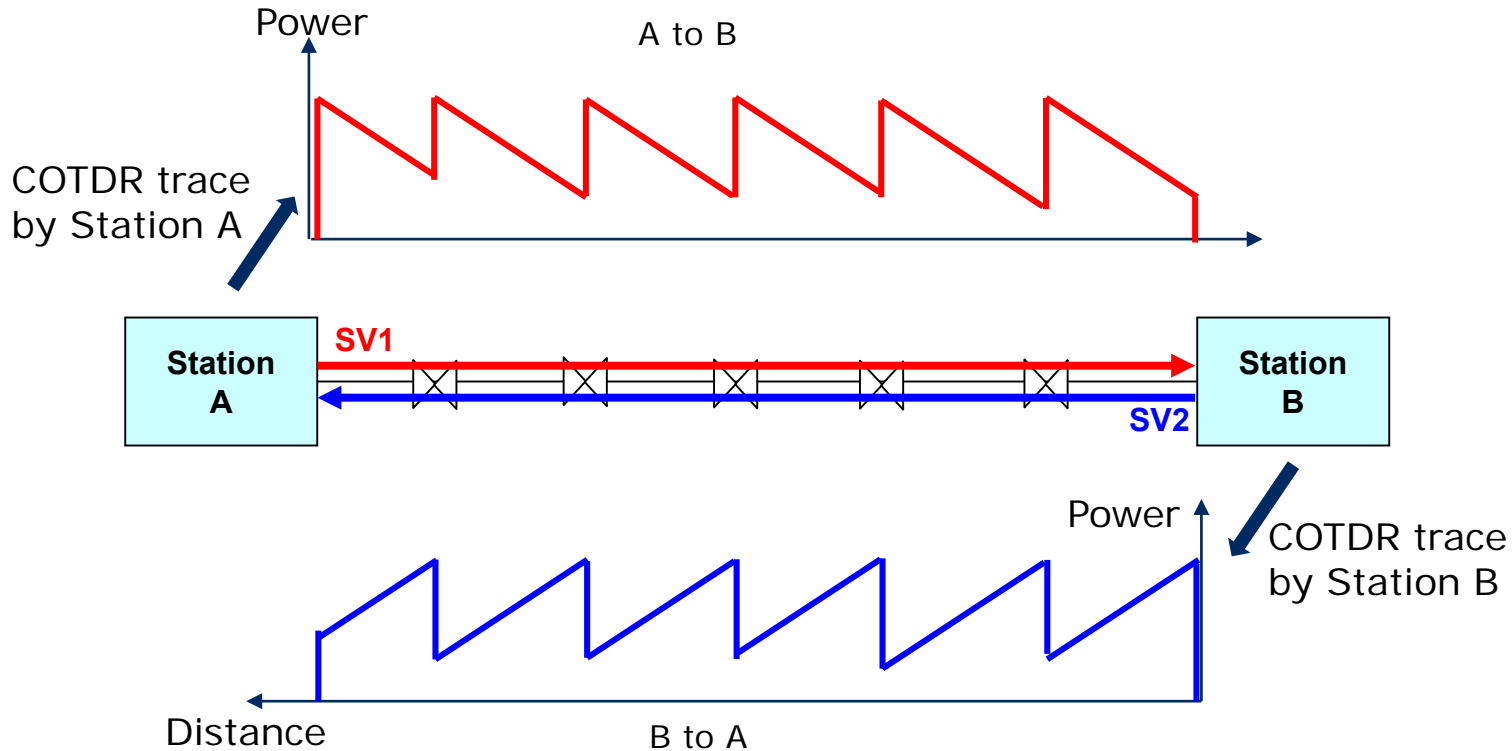 Power
A to B
COTDR trace
by Station A
SV1
Station
A
Station
B
SV2
Power
COTDR trace
by Station B
Distance
B to A